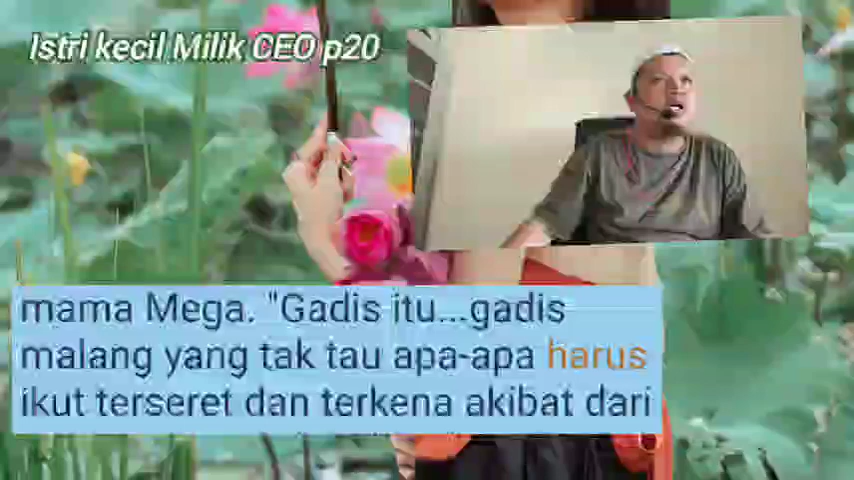 Istri kecil Milik CEO p20
mama Mega. "Gadis itu...gadis
malang yang tak tau apa-apa harus
ikut terseret dan terkena akibat dari